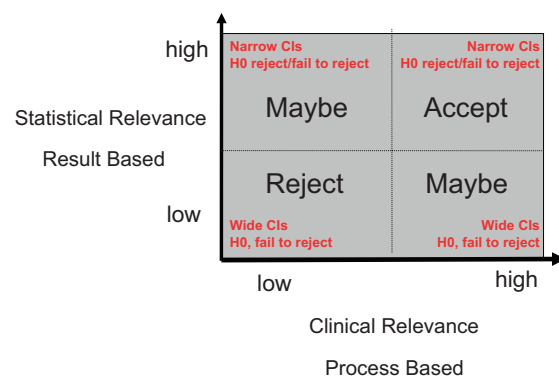 high
Narrow CIs
H0 reject/fail to reject
Narrow CIs
H0 reject/fail to reject
Maybe
Accept
Statistical Relevance
Result Based
Reject
Maybe
low
Wide CIs
H0, fail to reject
Wide CIs
H0, fail to reject
low
high
Clinical Relevance
Process Based